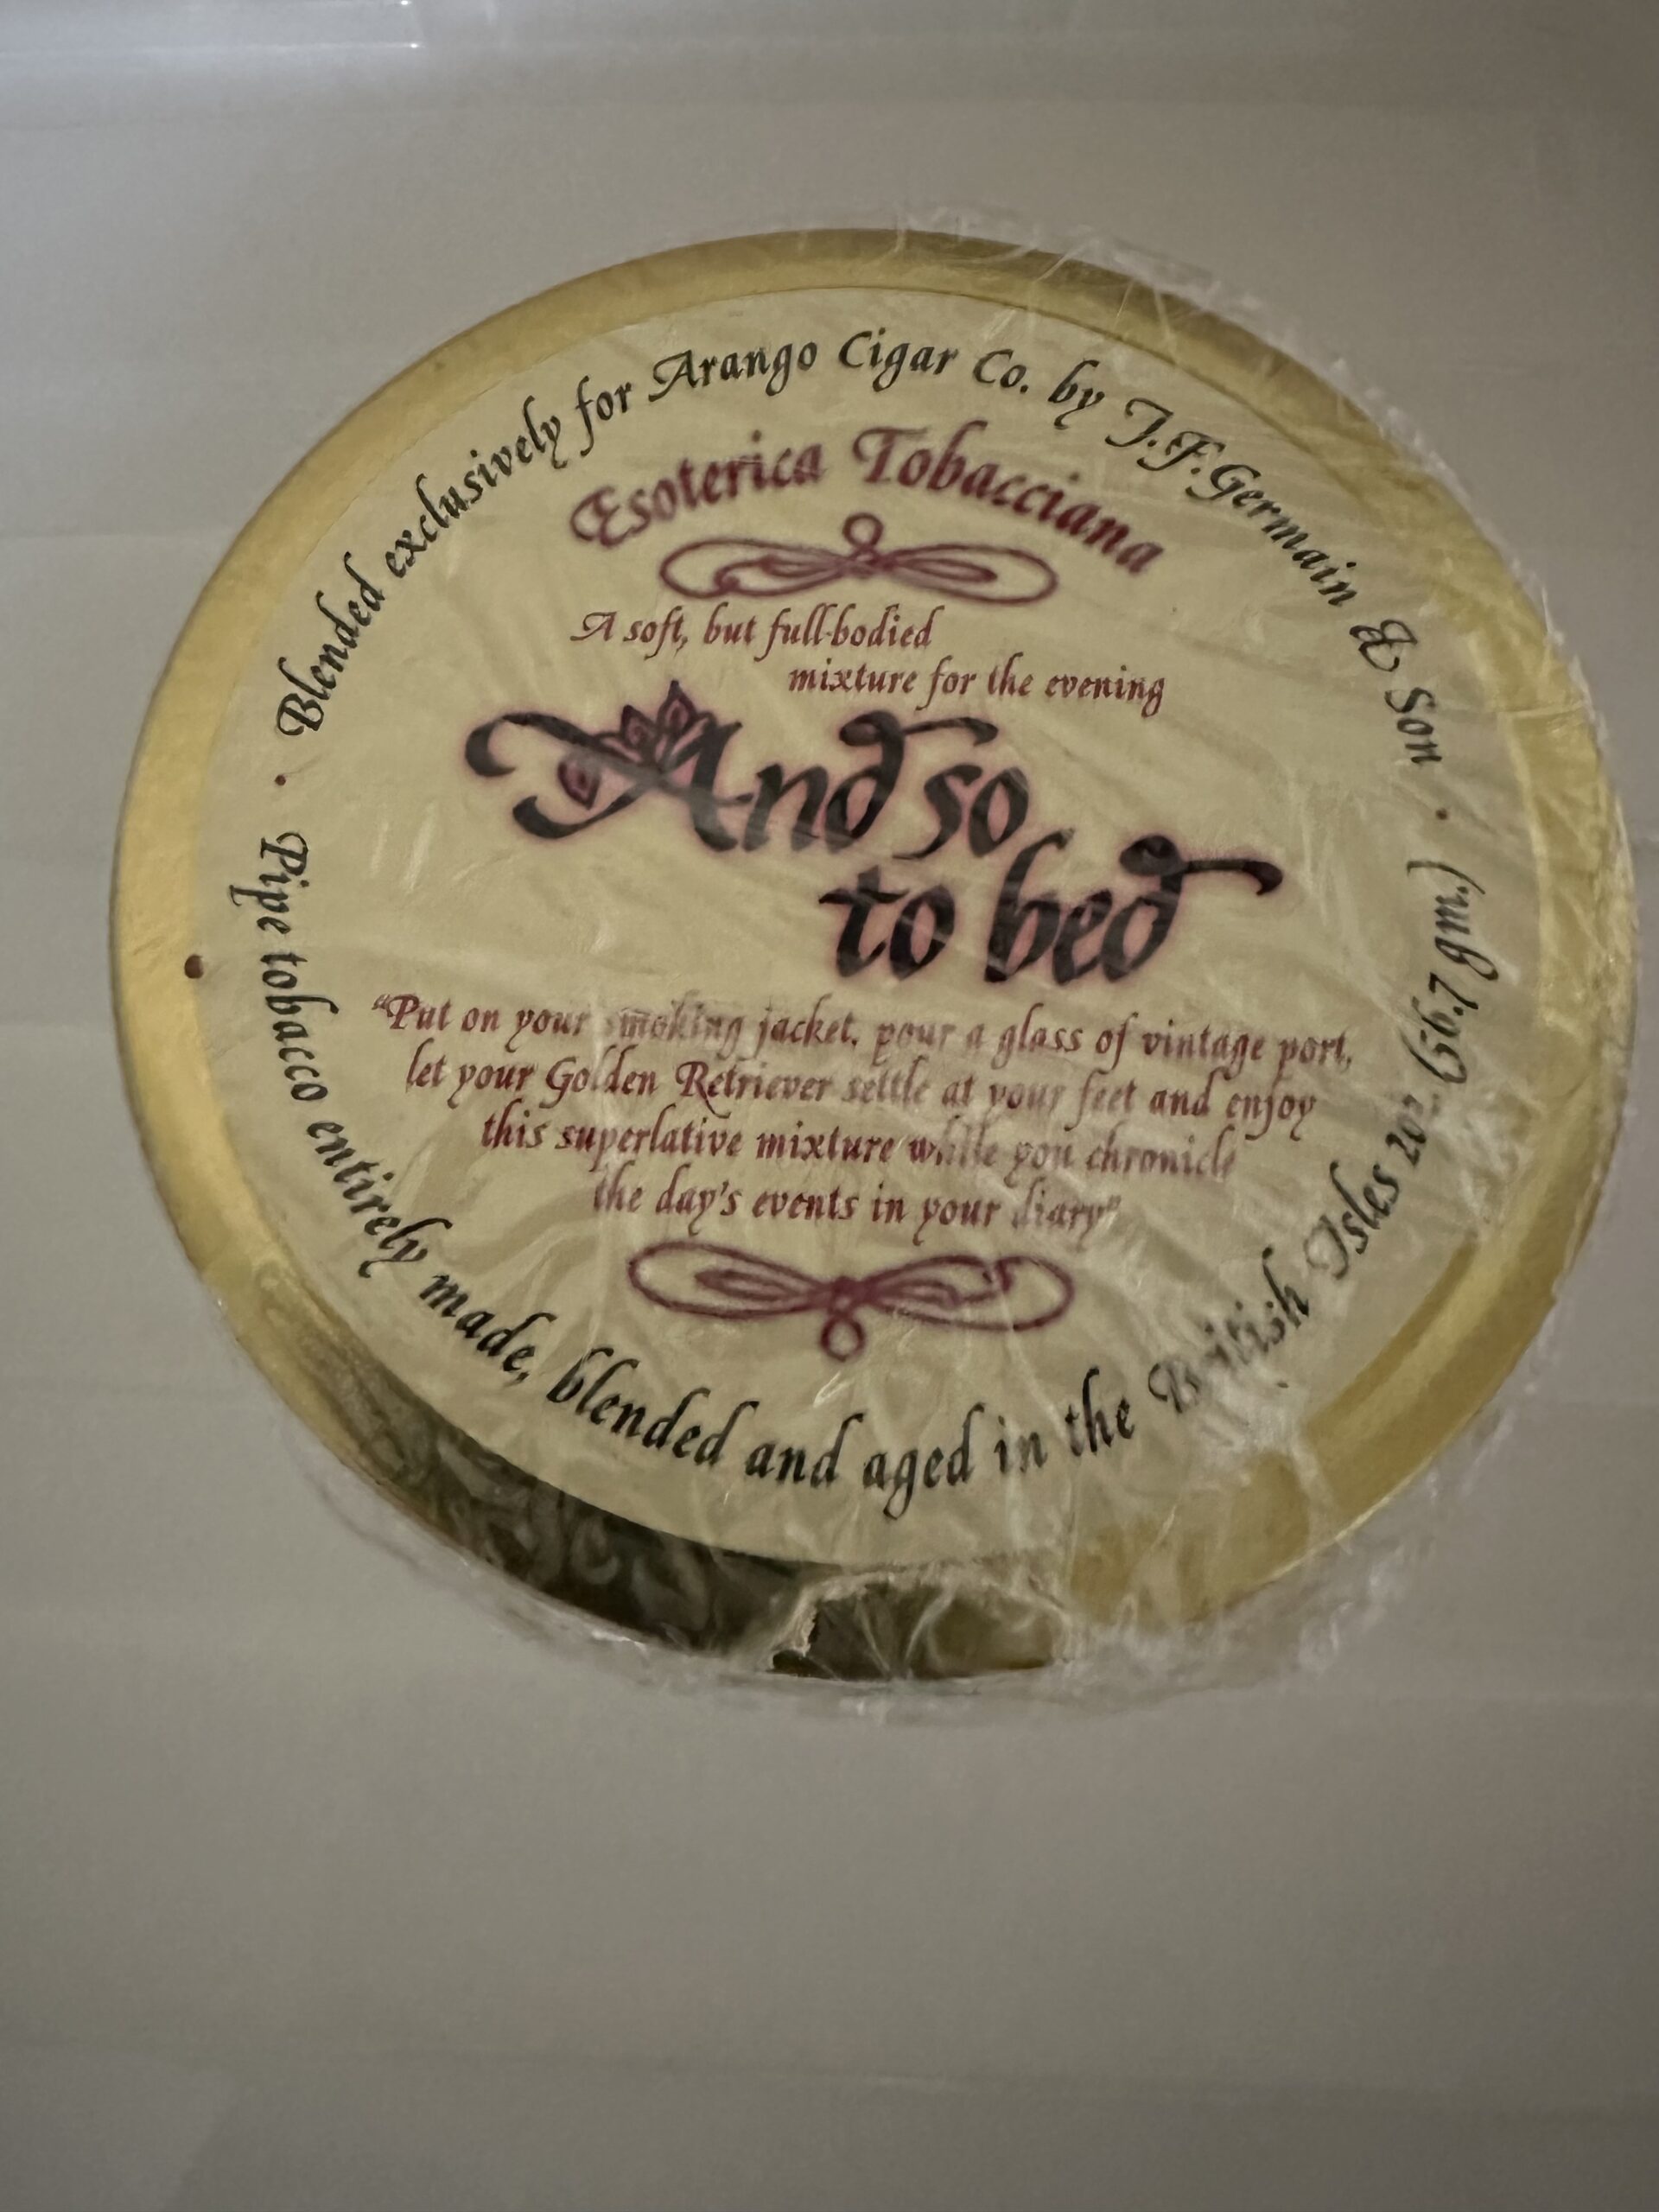 Blended exclusively for Arango Cigar Co. by J.F. Germain & Son
Esoterica Tobacciana
A soft, but full-bodied
mixture for the evening
And so
to bed
"Put on your smoking jacket, pour a glass of vintage port,
let your Golden Retriever settle at your feet and enjoy
this superlative mixture while you chronicle
the day's events in your diary"
Pipe tobacco entirely made, blended and aged in the British Isles 2oz. (56.7 gm.)